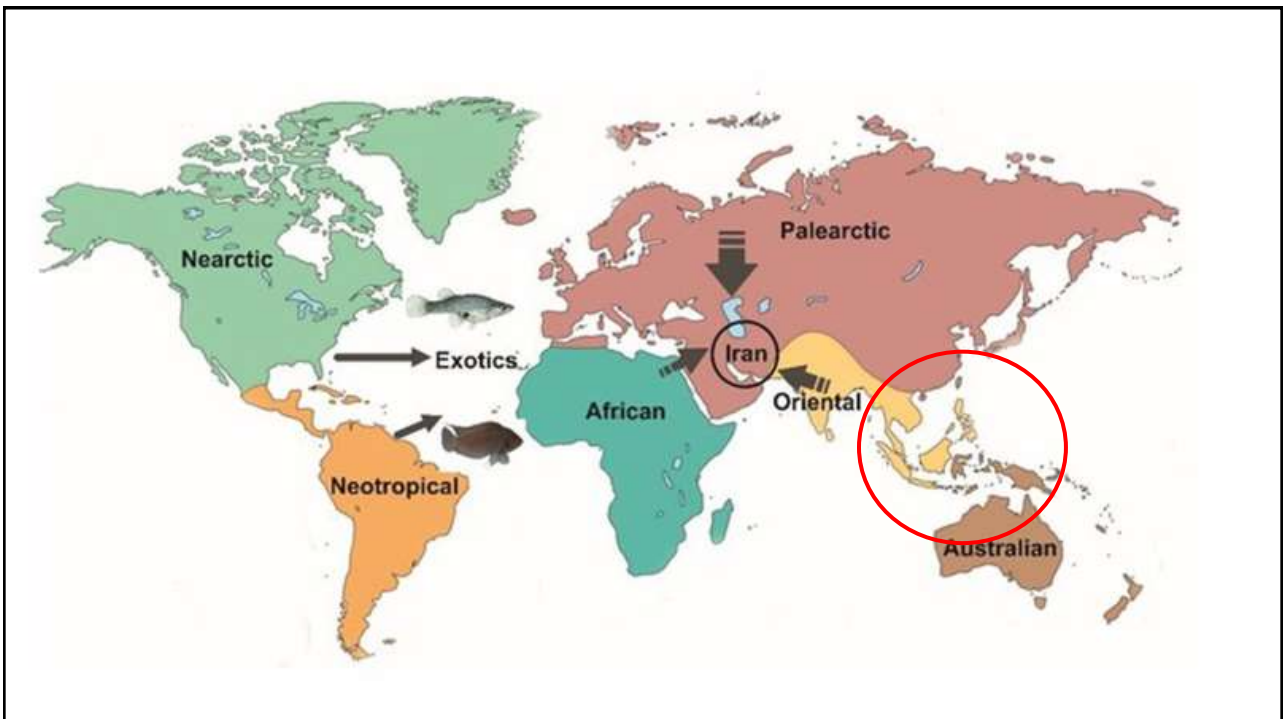 Palearctic
Nearctic
Iran
Exotics
Oriental
African
Neotropical
Australian